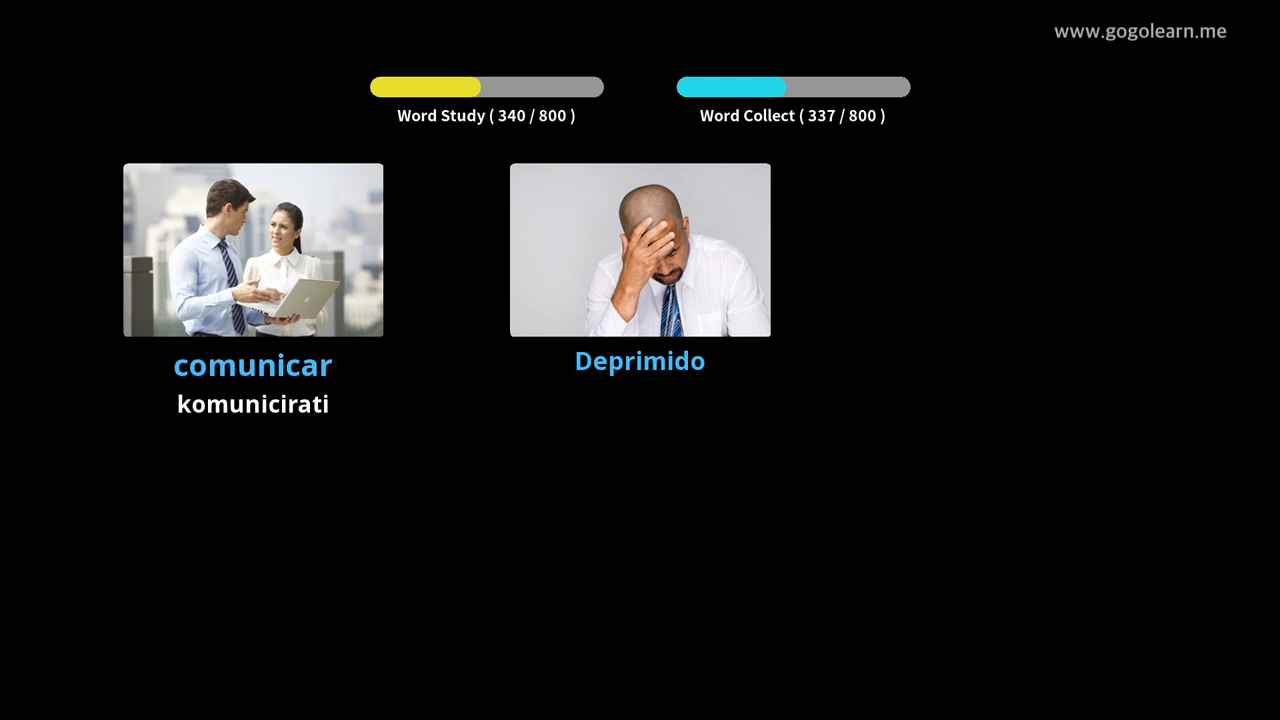 www.gogolearn.me
Word Study ( 340 / 800 )
Word Collect ( 337 / 800 )
comunicar
komunicirati
Deprimido